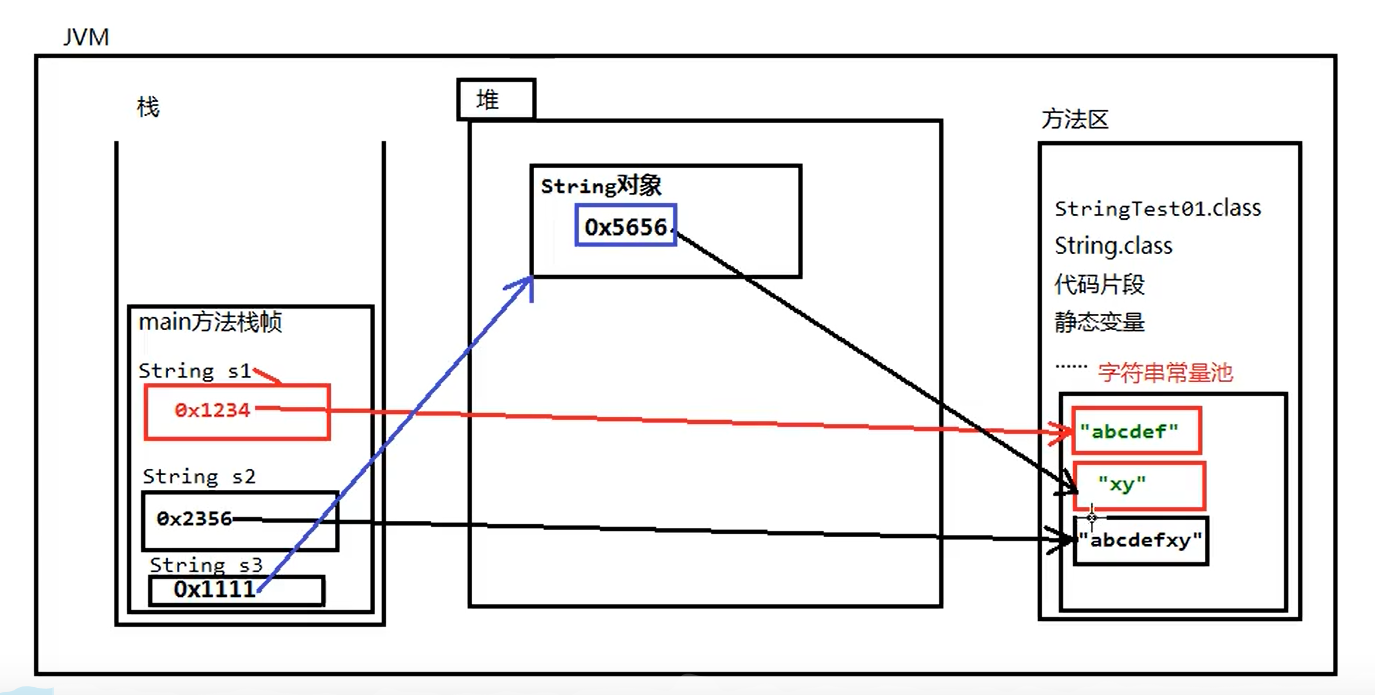 JVM
栈
main方法栈帧
String s1
0x1234
String s2
0x2356
String s3
0x1111
堆
String对象
0x5656
方法区
StringTest01.class
String.class
代码片段
静态变量
······ 字符串常量池
"abcdef"
"xy"
"abcdefxy"